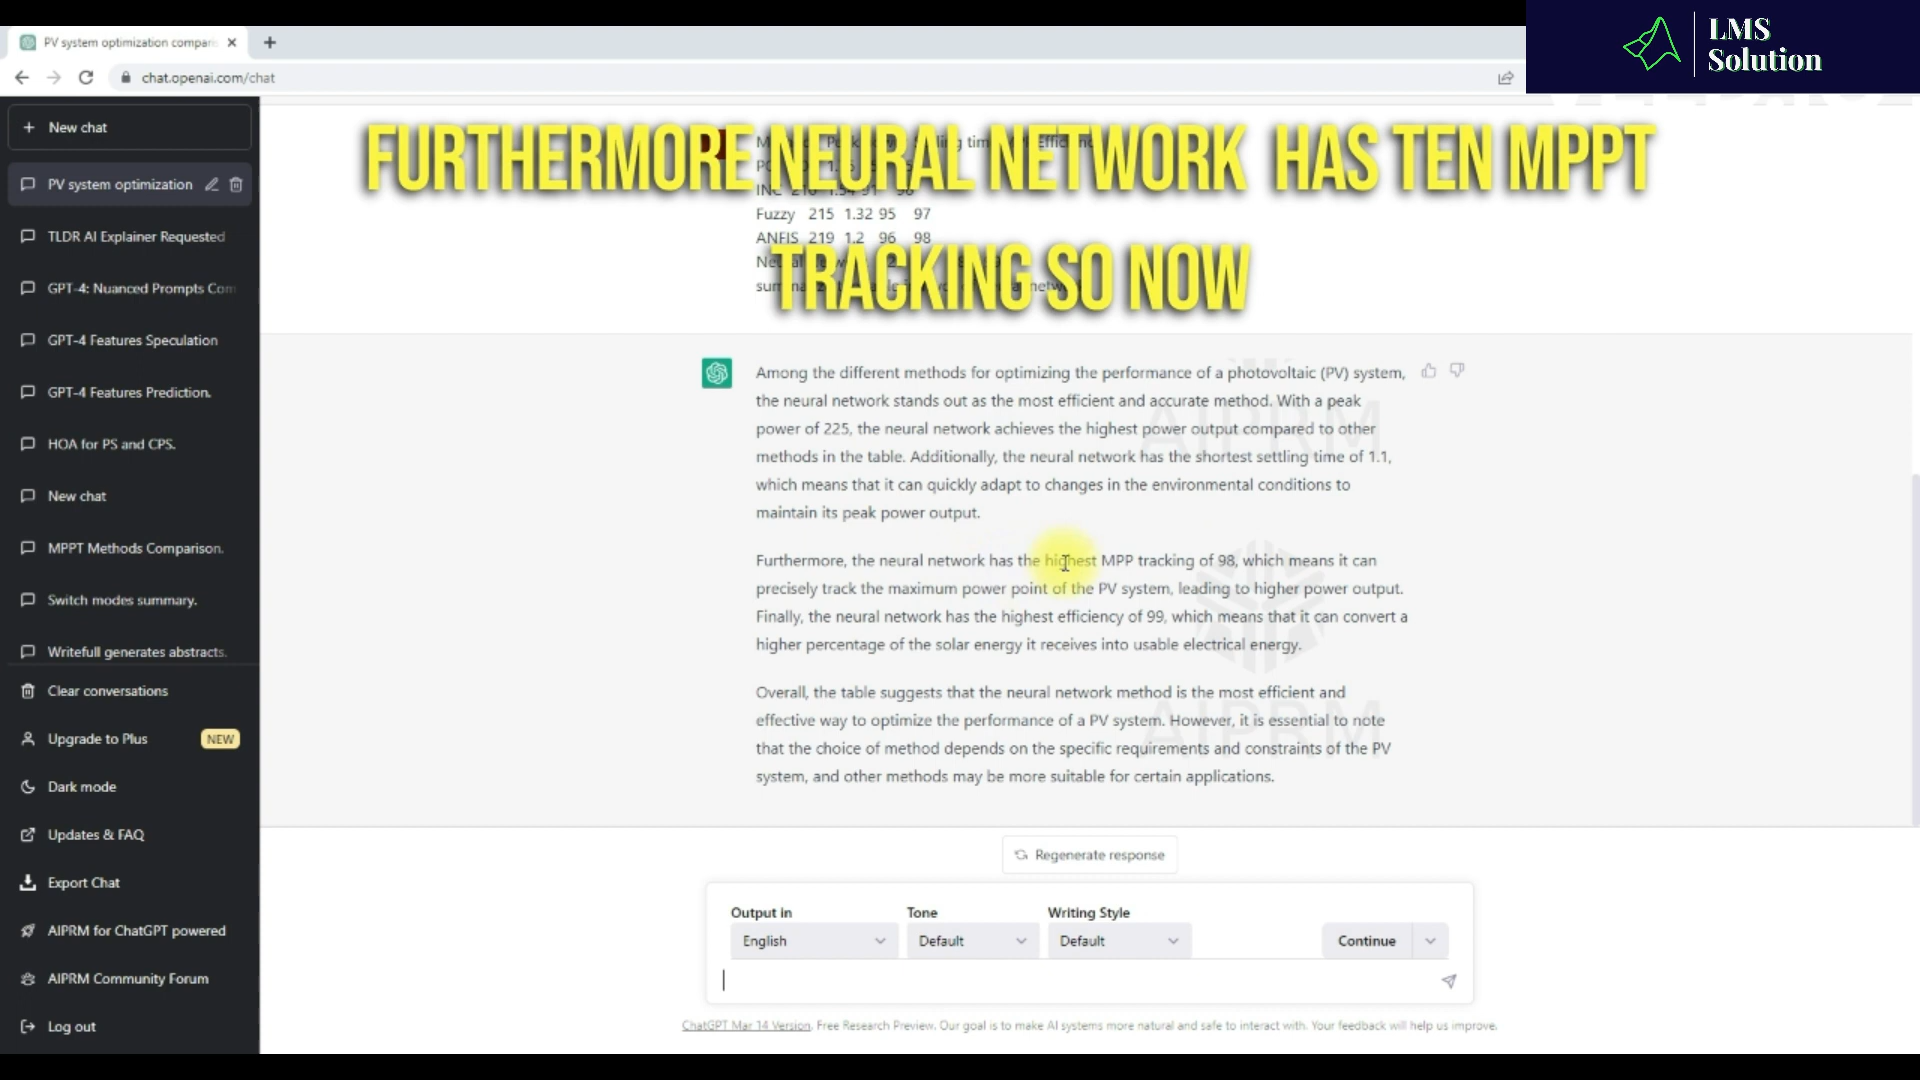 PV system optimization compari
LMS
Solution
chat.openai.com/chat
New chat
FURTHERMORE NEURAL NETWORK HAS TEN MPPT
TRACKING SO NOW
Fuzzy 215 1.32 95 97
ANFIS 219 1.2 96 98
PV system optimization
TLDR AI Explainer Requested
GPT-4: Nuanced Prompts Com
GPT-4 Features Speculation
GPT-4 Features Prediction.
HOA for PS and CPS.
New chat
MPPT Methods Comparison.
Switch modes summary.
Writefull generates abstracts.
Clear conversations
Upgrade to Plus NEW
Dark mode
Updates & FAQ
Export Chat
AIPRM for ChatGPT powered
AIPRM Community Forum
Log out
Among the different methods for optimizing the performance of a photovoltaic (PV) system,
the neural network stands out as the most efficient and accurate method. With a peak
power of 225, the neural network achieves the highest power output compared to other
methods in the table. Additionally, the neural network has the shortest settling time of 1.1,
which means that it can quickly adapt to changes in the environmental conditions to
maintain its peak power output.
Furthermore, the neural network has the highest MPP tracking of 98, which means it can
precisely track the maximum power point of the PV system, leading to higher power output.
Finally, the neural network has the highest efficiency of 99, which means that it can convert a
higher percentage of the solar energy it receives into usable electrical energy.
Overall, the table suggests that the neural network method is the most efficient and
effective way to optimize the performance of a PV system. However, it is essential to note
that the choice of method depends on the specific requirements and constraints of the PV
system, and other methods may be more suitable for certain applications.
AIPRM
AIPRM
Regenerate response
Output in Tone Writing Style
English Default Default Continue
ChatGPT Mar 14 Version. Free Research Preview. Our goal is to make AI systems more natural and safe to interact with. Your feedback will help us improve.